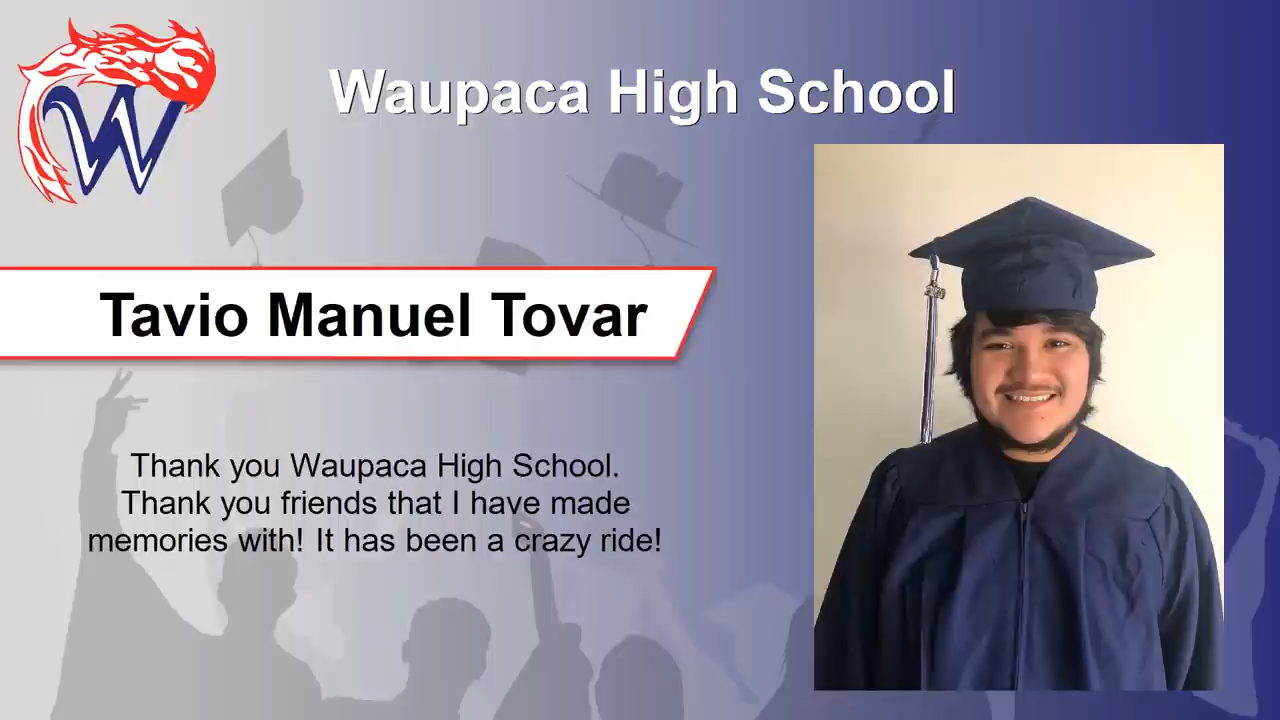 W
Waupaca High School
Tavio Manuel Tovar
Thank you Waupaca High School.
Thank you friends that I have made
memories with! It has been a crazy ride!